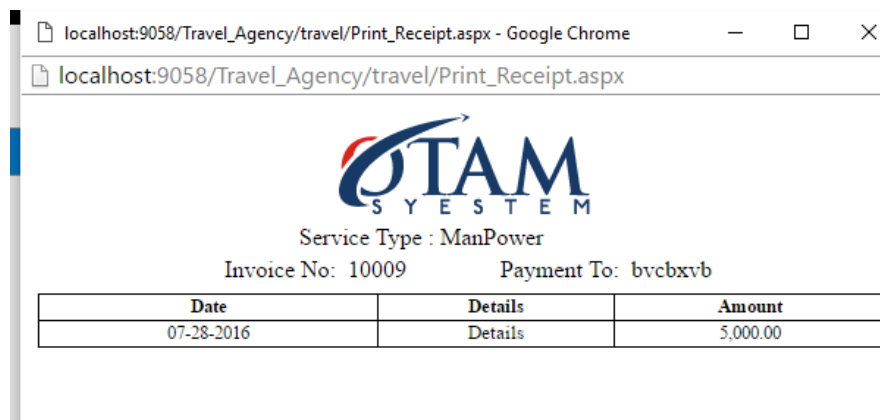 localhost:9058/Travel_Agency/travel/Print_Receipt.aspx - Google Chrome
localhost:9058/Travel_Agency/travel/Print_Receipt.aspx
OTAM
SYESTEM
Service Type : ManPower
Invoice No: 10009 Payment To: bvcbxvb
Date Details Amount
07-28-2016 Details 5,000.00